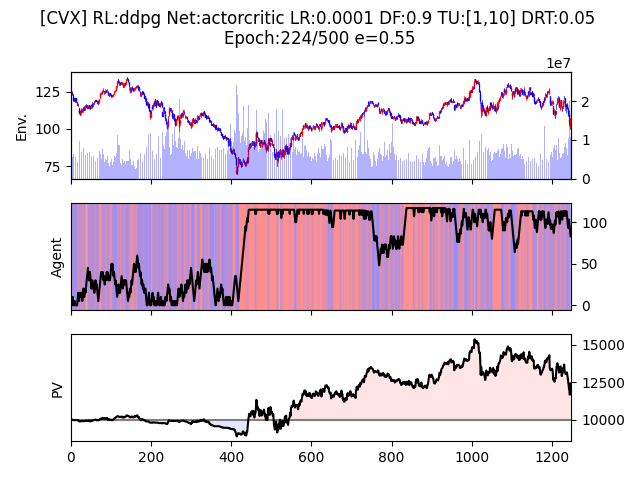 [CVX] RL:ddpg Net:actorcritic LR:0.0001 DF:0.9 TU:[1,10] DRT:0.05
Epoch:224/500 e=0.55
1e7
125
100
75
Env.
2
1
0
Agent
100
50
0
PV
15000
12500
10000
0 200 400 600 800 1000 1200